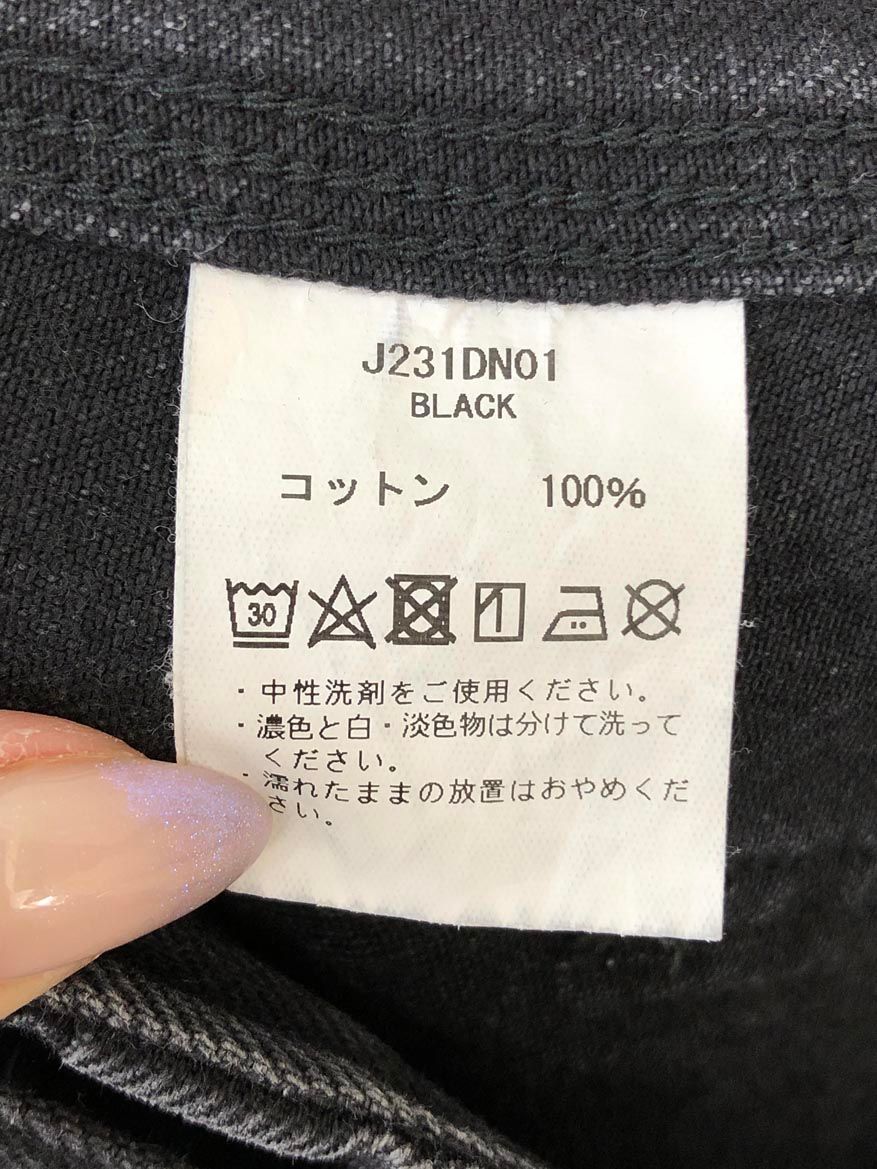 J231DN01
BLACK
コットン 100%
30
・中性洗剤をご使用ください。
・濃色と白・淡色物は分けて洗って
ください。
・濡れたままの放置はおやめくだ
さい。